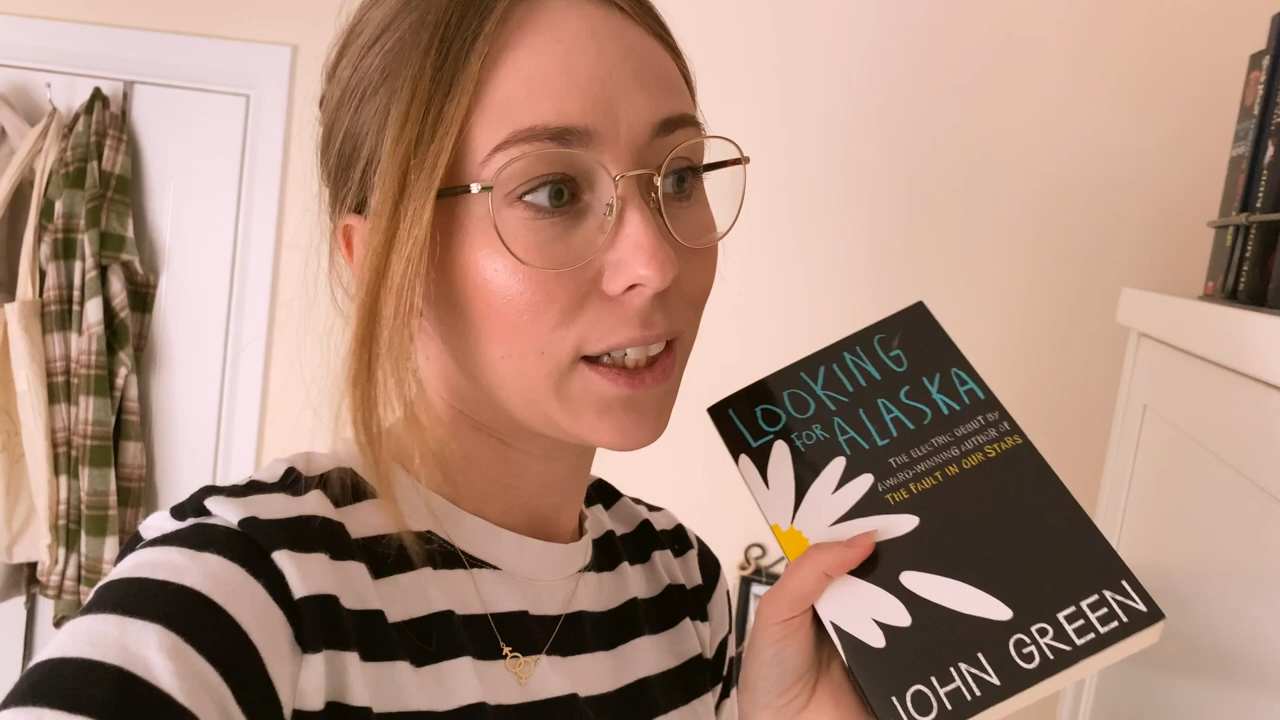 LOOKING
FOR ALASKA
THE ELECTRIC DEBUT BY
AWARD-WINNING AUTHOR OF
THE FAULT IN OUR STARS
JOHN GREEN